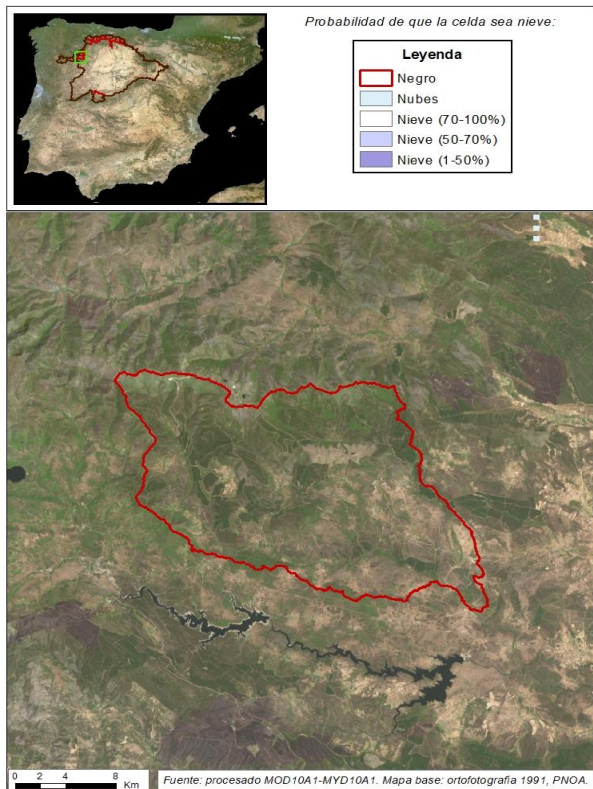 Probabilidad de que la celda sea nieve:
Leyenda
Negro
Nubes
Nieve (70-100%)
Nieve (50-70%)
Nieve (1-50%)
0 2 4 8
Km
Fuente: procesado MOD10A1-MYD10A1. Mapa base: ortofotografia 1991, PNOA.